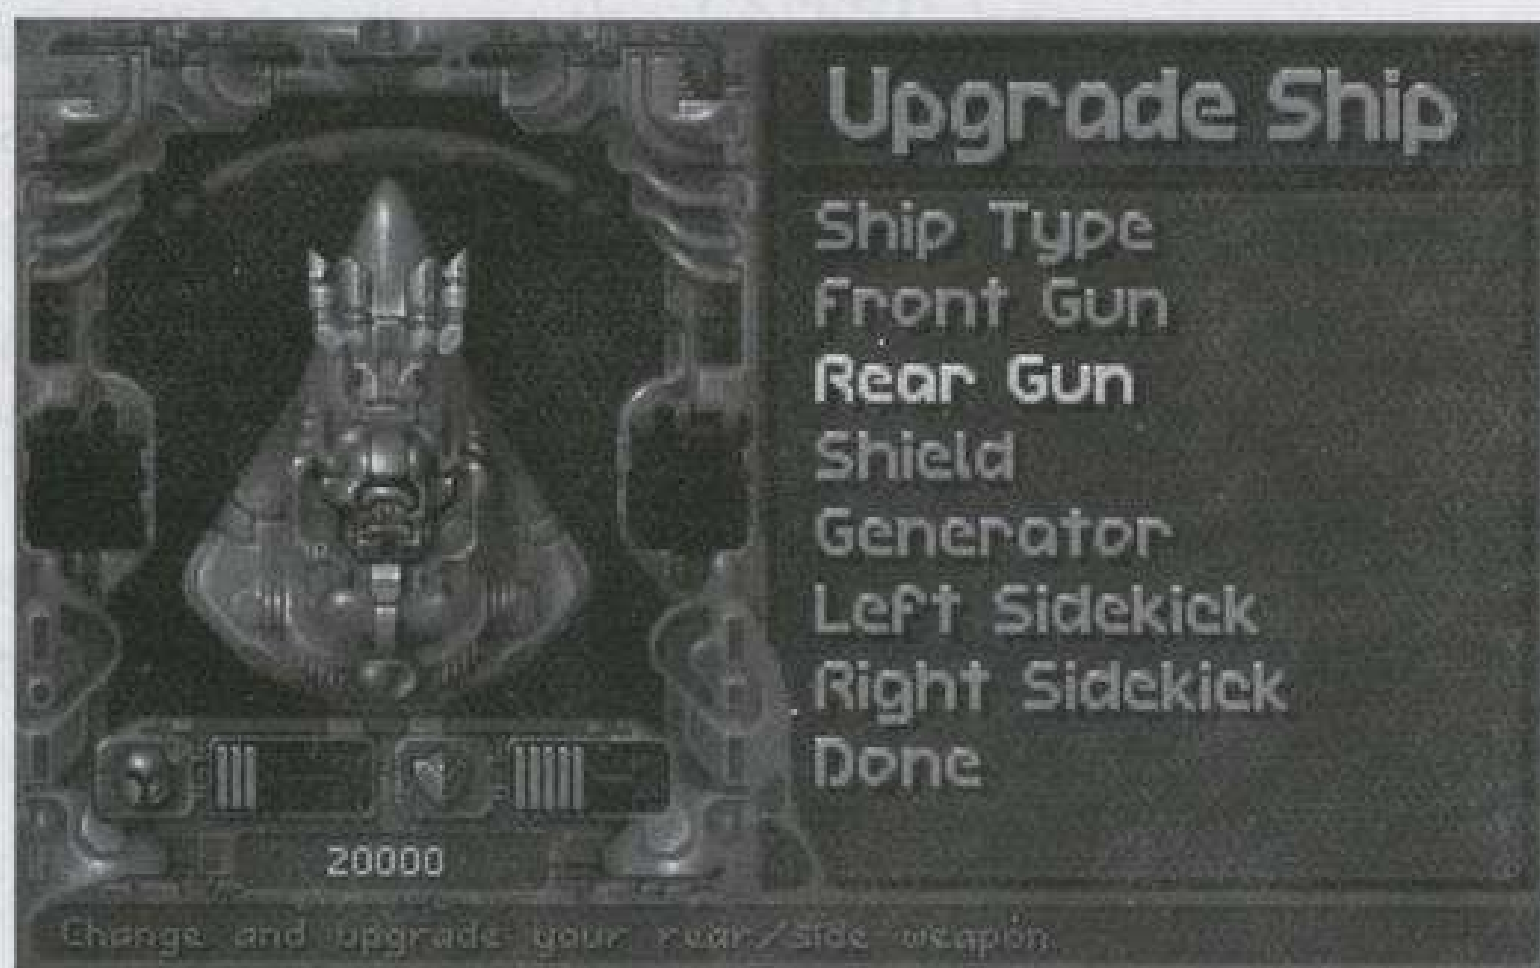 Upgrade Ship
Ship Type
Front Gun
Rear Gun
Shield
Generator
Left Sidekick
Right Sidekick
Done
20000
Change and upgrade your rear/side weapon.